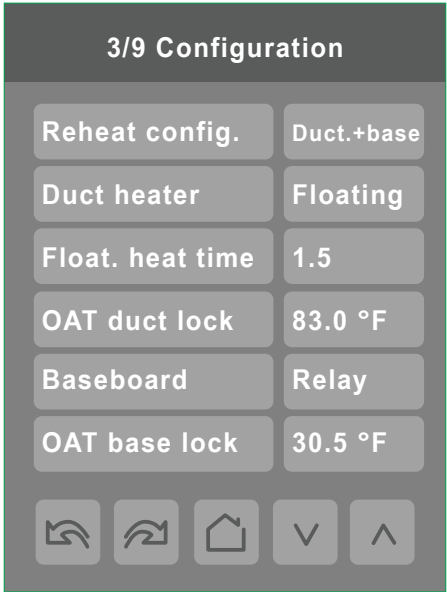 3/9 Configuration
Reheat config. Duct.+base
Duct heater Floating
Float. heat time 1.5
OAT duct lock 83.0 °F
Baseboard Relay
OAT base lock 30.5 °F